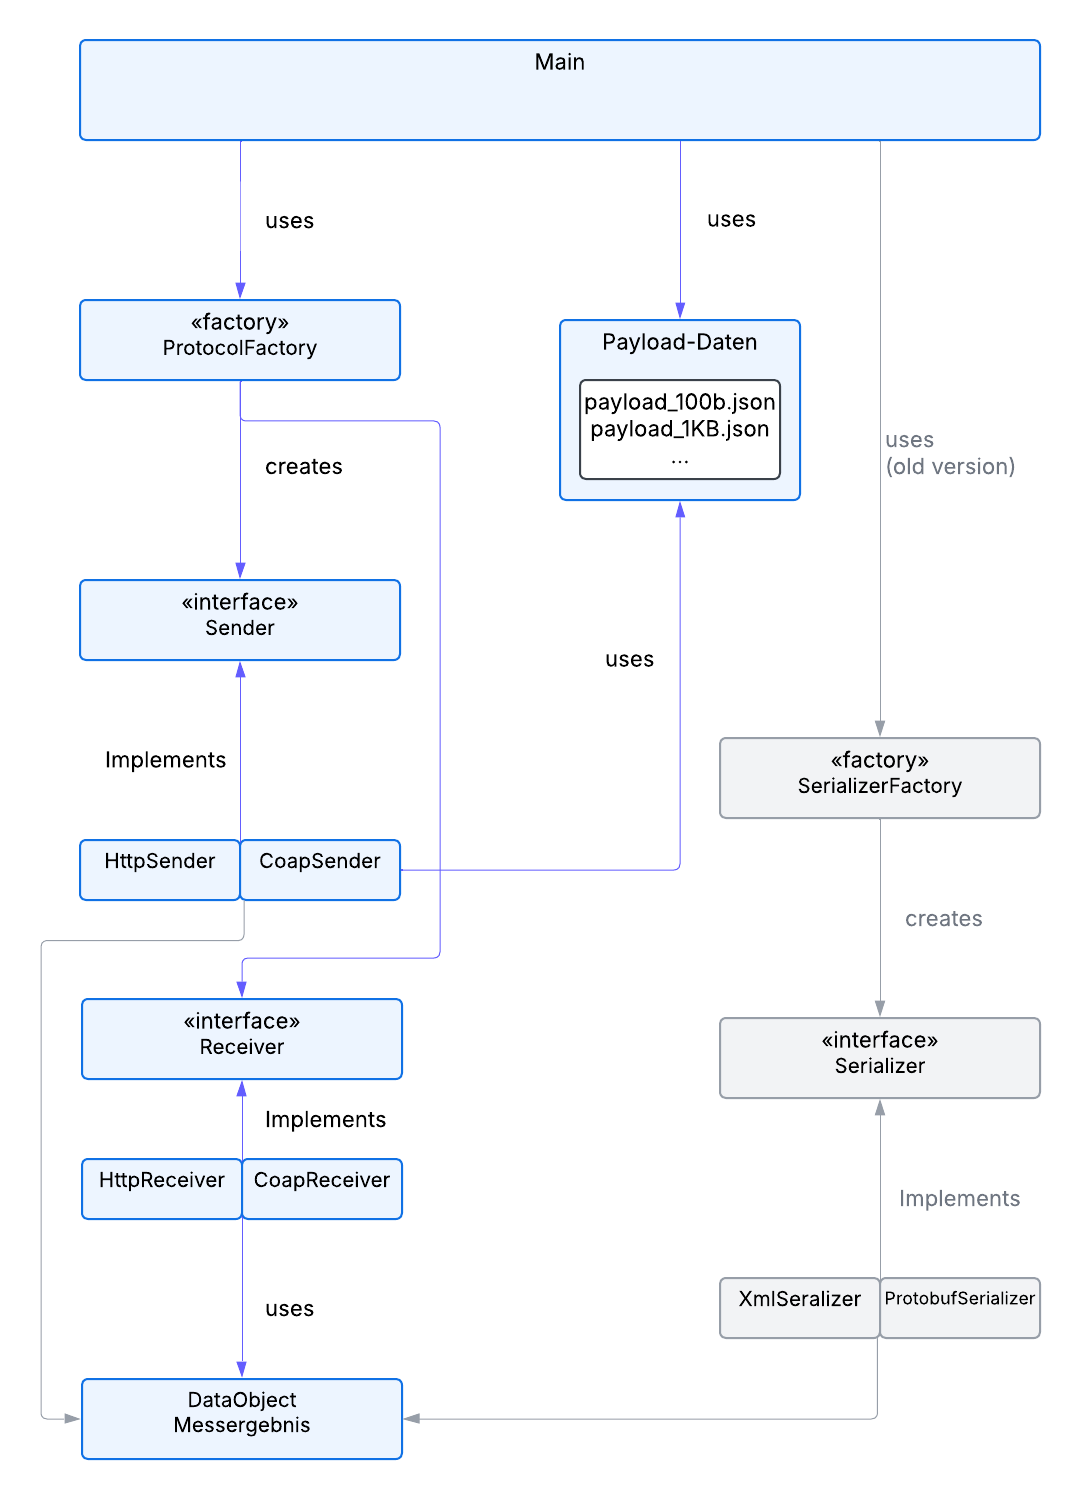 Main
uses
uses
«factory»
ProtocolFactory
Payload-Daten
payload_100b.json
payload_1KB.json
...
uses
(old version)
creates
«interface»
Sender
uses
Implements
«factory»
SerializerFactory
HttpSender
CoapSender
creates
«interface»
Receiver
«interface»
Serializer
Implements
HttpReceiver
CoapReceiver
Implements
uses
XmlSeralizer
ProtobufSerializer
DataObject
Messergebnis